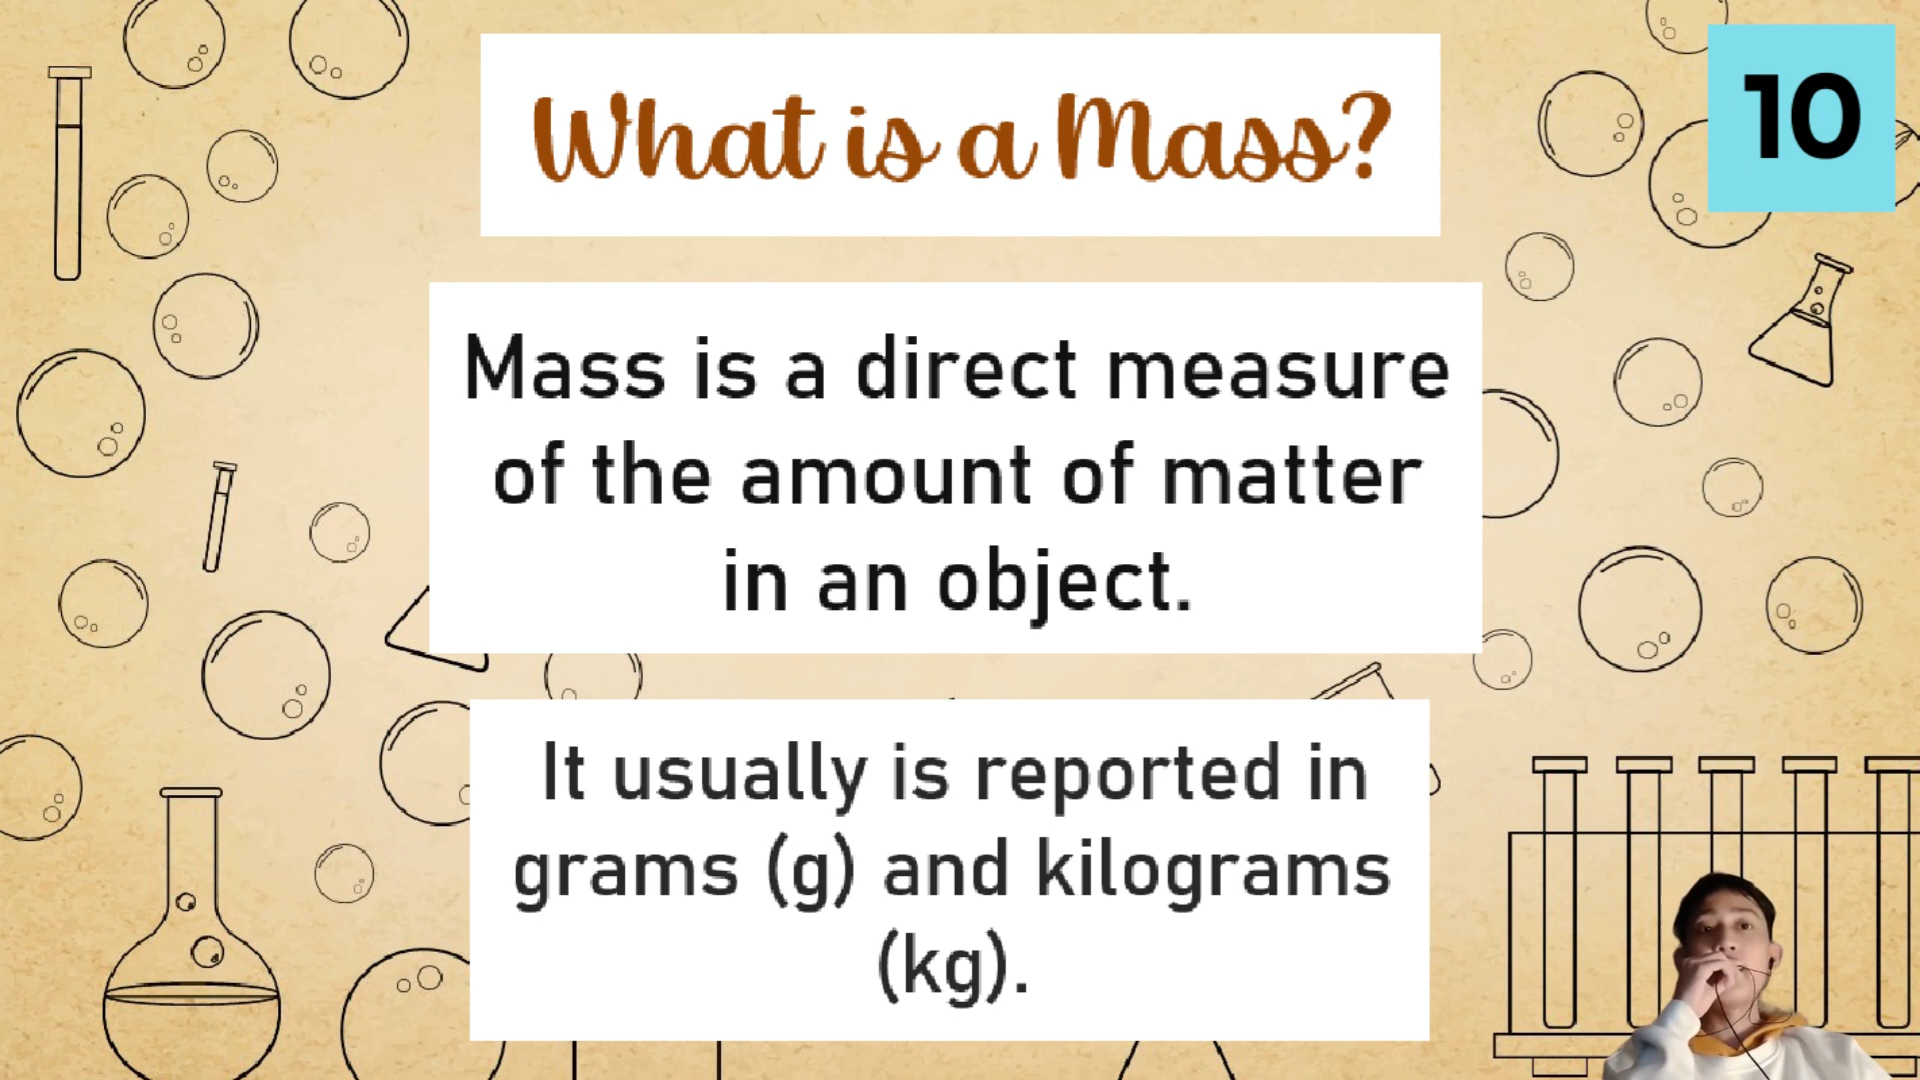 What is a Mass?
10
Mass is a direct measure
of the amount of matter
in an object.
It usually is reported in
grams (g) and kilograms
(kg).